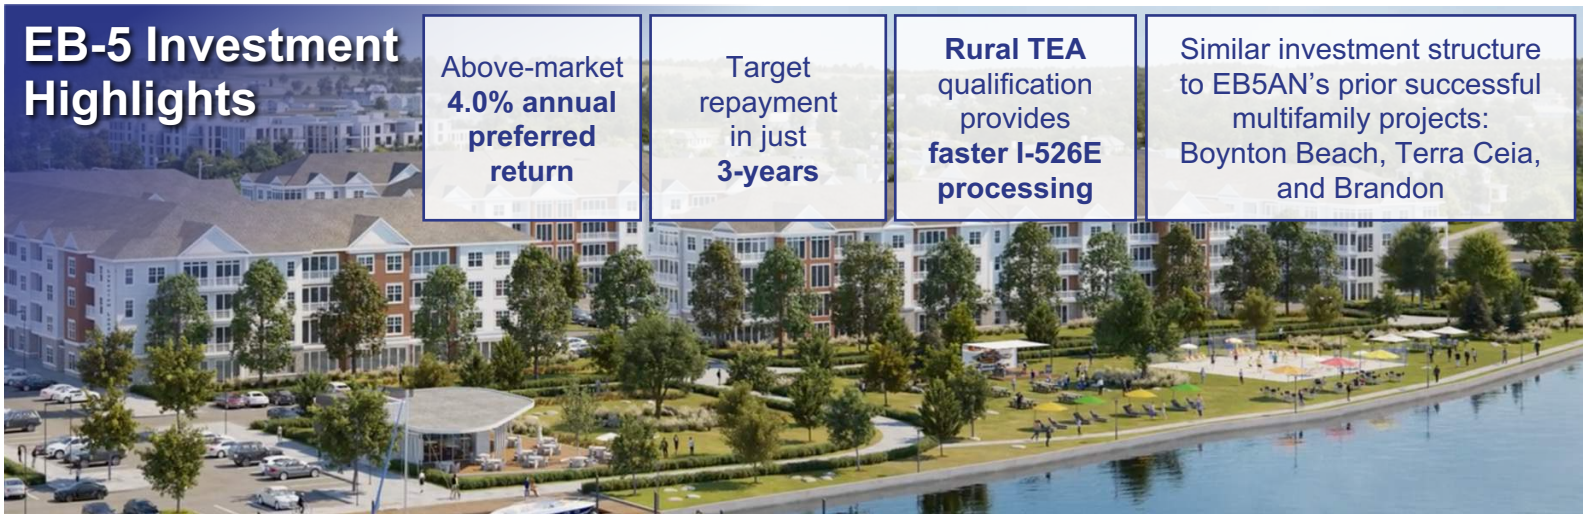 EB-5 Investment
Highlights
Above-market
4.0% annual
preferred
return
Target
repayment
in just
3-years
Rural TEA
qualification
provides
faster I-526E
processing
Similar investment structure
to EB5AN’s prior successful
multifamily projects:
Boynton Beach, Terra Ceia,
and Brandon